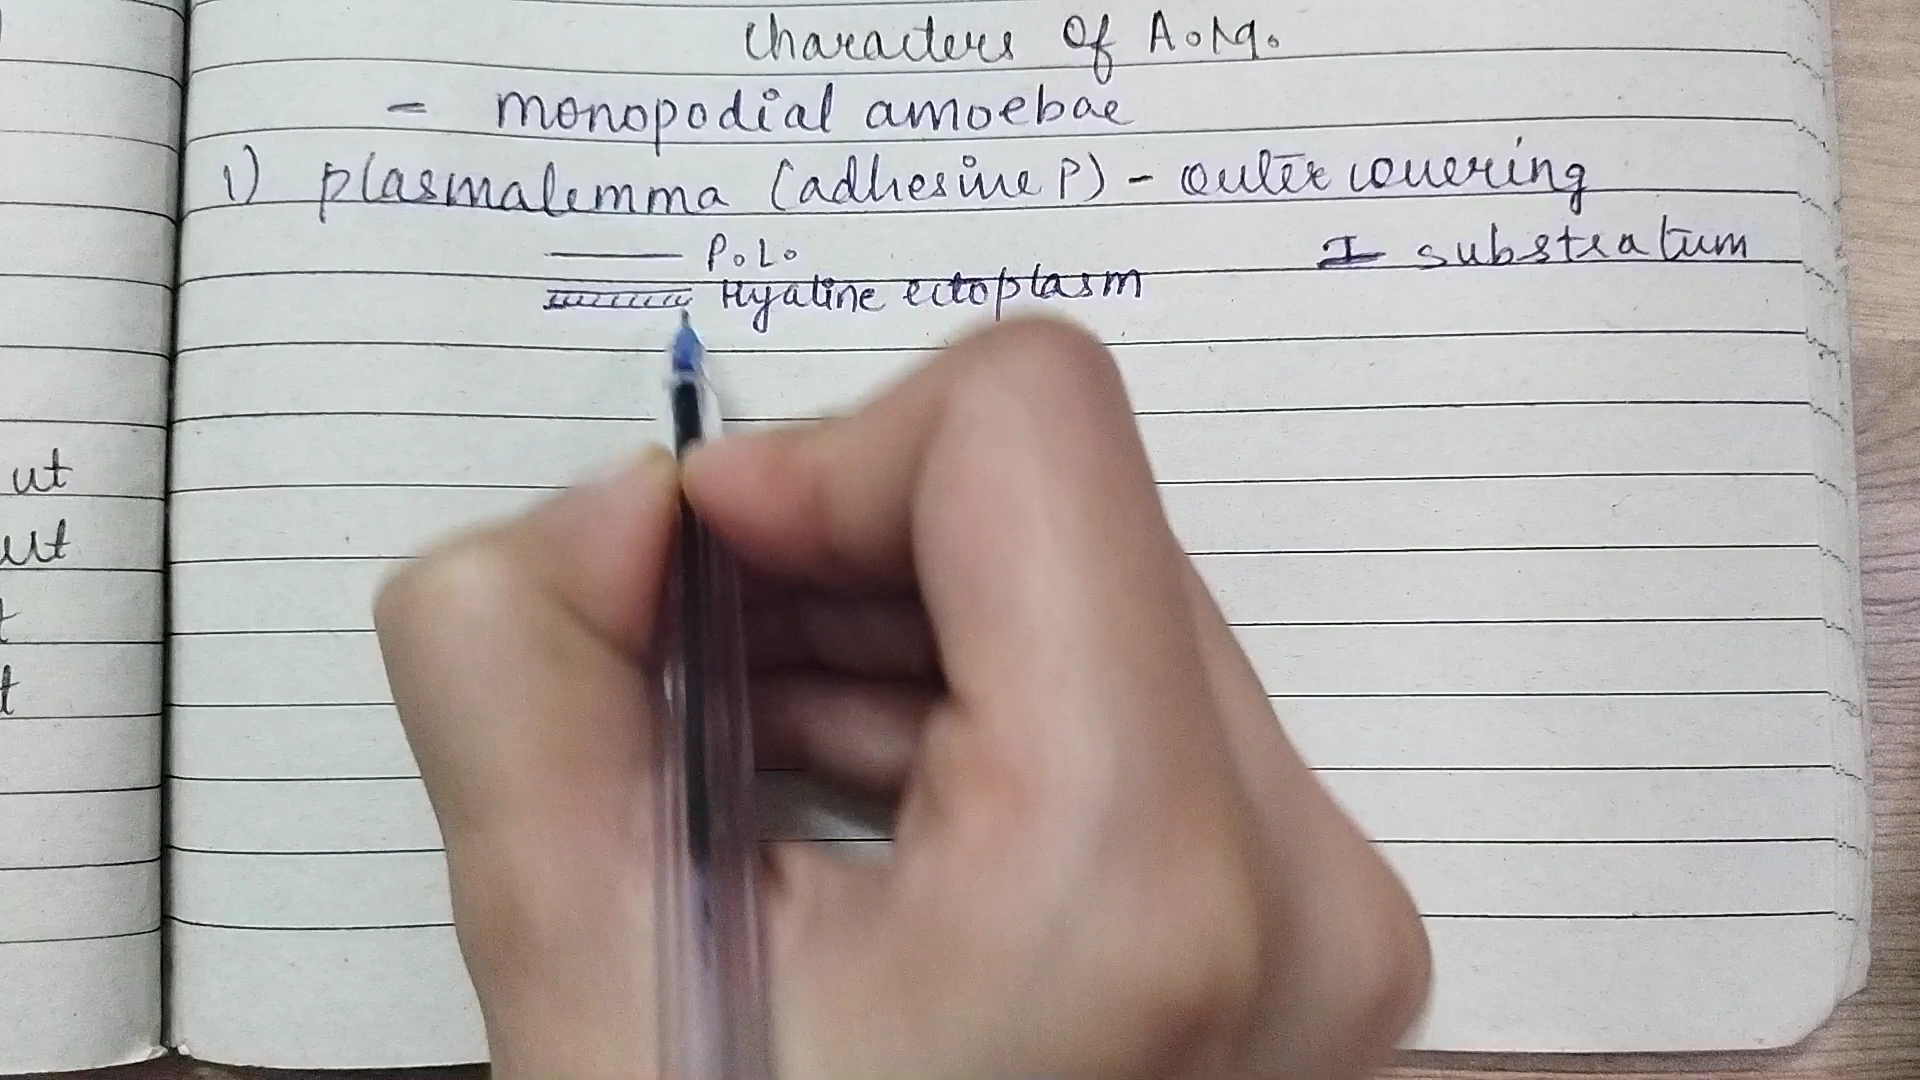 characters of A.M.
- monopodial amoebae
1) plasmalemma (adhesive P) - outer covering
P.L.
I substratum
Hyaline ectoplasm
ut
ut
t
t